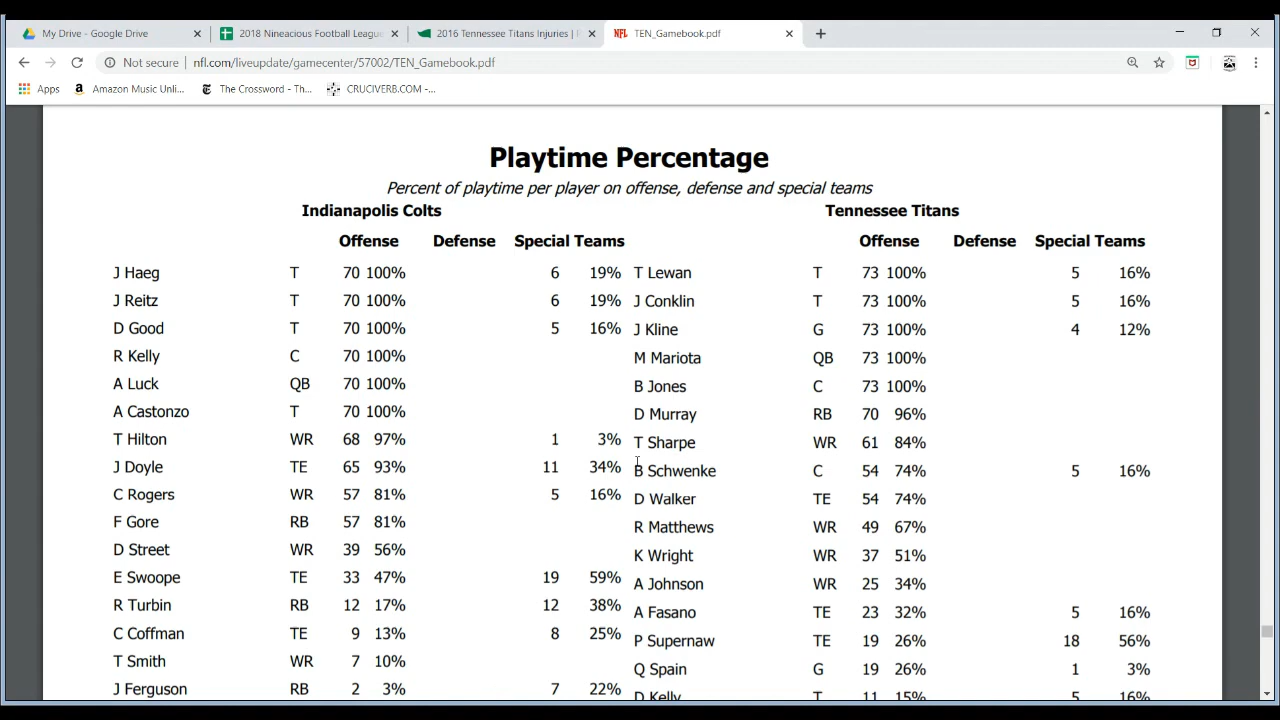 My Drive - Google Drive
2018 Nineacious Football League
2016 Tennessee Titans Injuries |
NFL TEN_Gamebook.pdf
Not secure | nfl.com/liveupdate/gamecenter/57002/TEN_Gamebook.pdf
Apps Amazon Music Unli... The Crossword - Th... CRUCIVERB.COM -...
Playtime Percentage
Percent of playtime per player on offense, defense and special teams
Indianapolis Colts Tennessee Titans
Offense Defense Special Teams Offense Defense Special Teams
J Haeg T 70 100% 6 19% T Lewan T 73 100% 5 16%
J Reitz T 70 100% 6 19% J Conklin T 73 100% 5 16%
D Good T 70 100% 5 16% J Kline G 73 100% 4 12%
R Kelly C 70 100% M Mariota QB 73 100%
A Luck QB 70 100% B Jones C 73 100%
A Castonzo T 70 100% D Murray RB 70 96%
T Hilton WR 68 97% 1 3% T Sharpe WR 61 84%
J Doyle TE 65 93% 11 34% B Schwenke C 54 74% 5 16%
C Rogers WR 57 81% 5 16% D Walker TE 54 74%
F Gore RB 57 81% R Matthews WR 49 67%
D Street WR 39 56% K Wright WR 37 51%
E Swoope TE 33 47% 19 59% A Johnson WR 25 34%
R Turbin RB 12 17% 12 38% A Fasano TE 23 32% 5 16%
C Coffman TE 9 13% 8 25% P Supernaw TE 19 26% 18 56%
T Smith WR 7 10% Q Spain G 19 26% 1 3%
J Ferguson RB 2 3% 7 22% D Kelly T 11 15% 5 16%